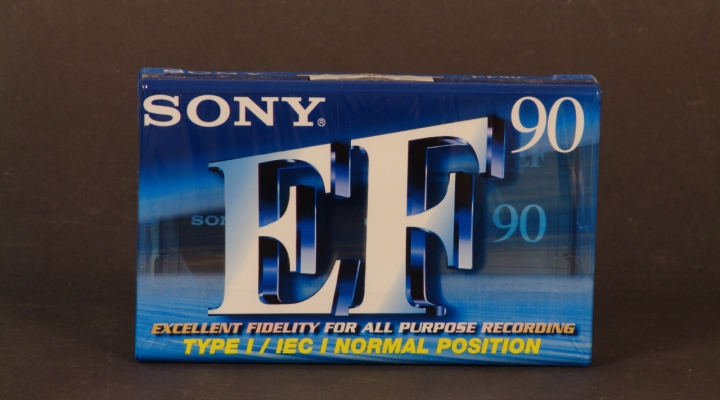 SONY®
90
EF
90
EXCELLENT FIDELITY FOR ALL PURPOSE RECORDING
TYPE I / IEC I NORMAL POSITION